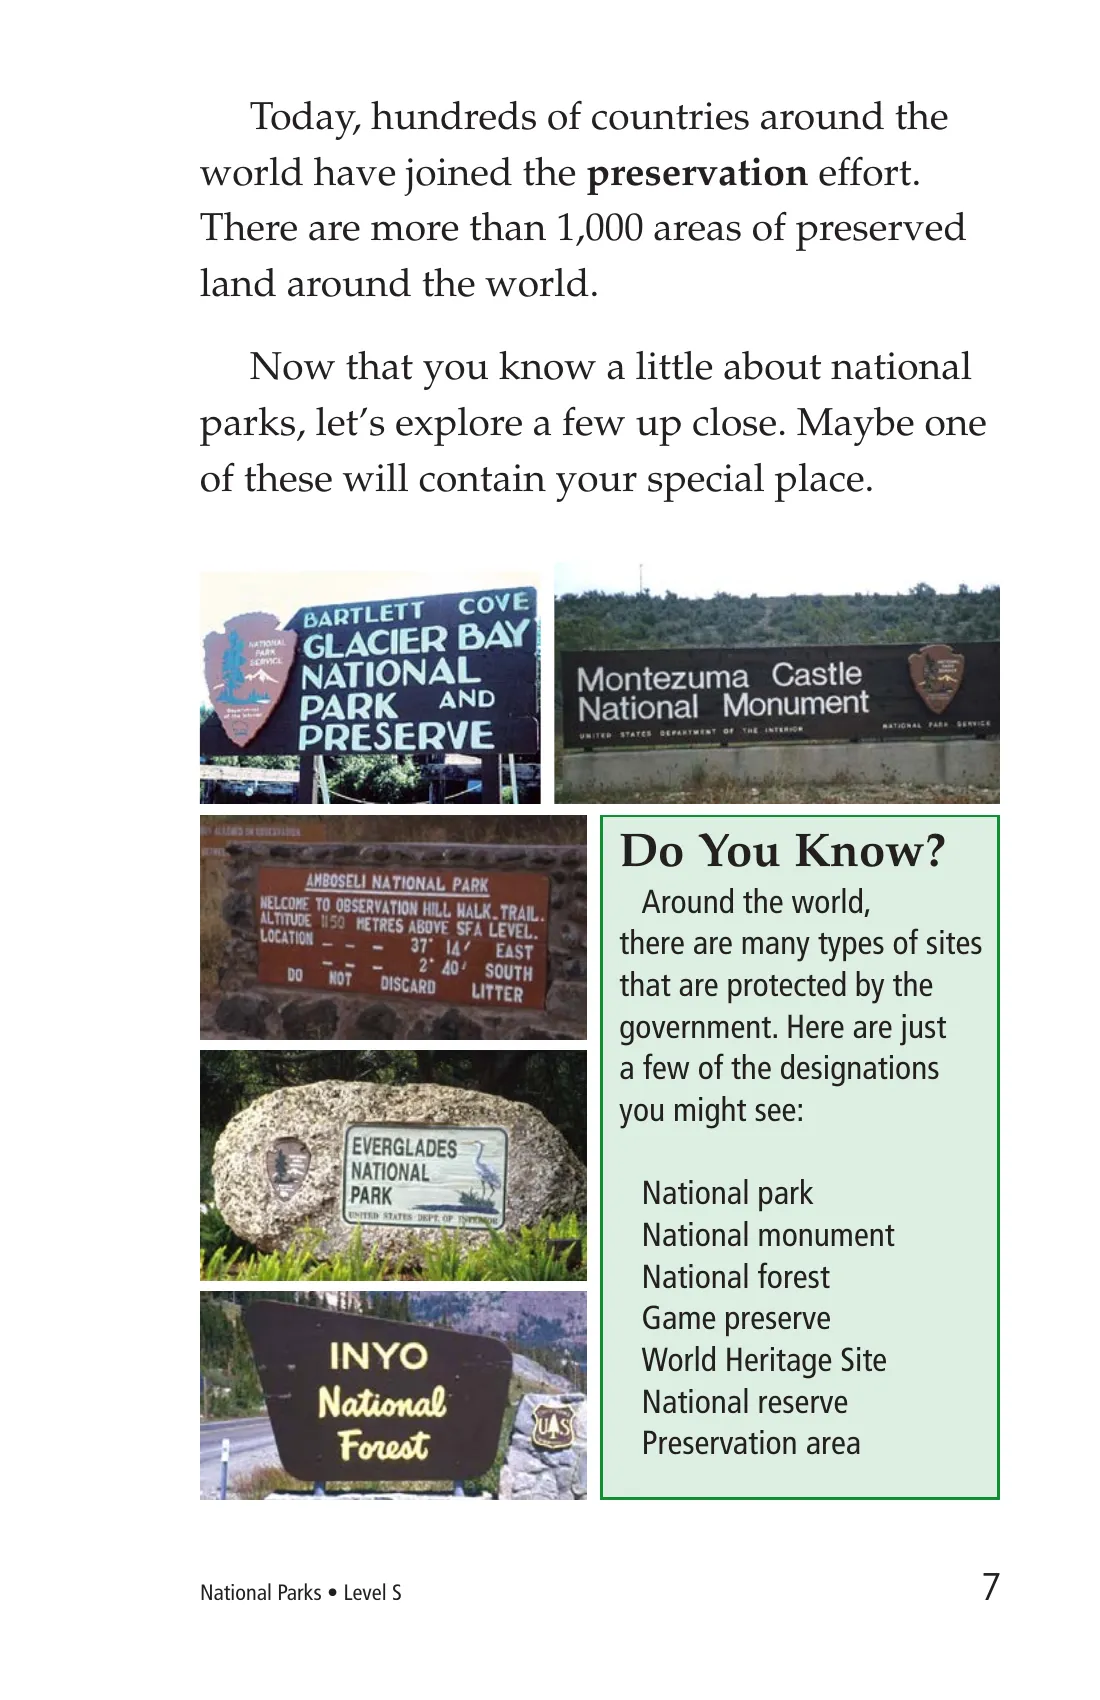 Today, hundreds of countries around the
world have joined the preservation effort.
There are more than 1,000 areas of preserved
land around the world.
Now that you know a little about national
parks, let’s explore a few up close. Maybe one
of these will contain your special place.
BARTLETT COVE
GLACIER BAY
NATIONAL
PARK AND
PRESERVE
NATIONAL
PARK
SERVICE
Department
of the Interior
Montezuma Castle
National Monument
UNITED STATES DEPARTMENT OF THE INTERIOR
NATIONAL PARK SERVICE
AMBOSELI NATIONAL PARK
WELCOME TO OBSERVATION HILL WALK-TRAIL.
ALTITUDE 1150 METRES ABOVE SEA LEVEL.
LOCATION - - - 37° 14′ EAST
- - - 2° 40′ SOUTH
DO NOT DISCARD LITTER
EVERGLADES
NATIONAL
PARK
UNITED STATES DEPT. OF INTERIOR
INYO
National
Forest
UAS
Do You Know?
Around the world,
there are many types of sites
that are protected by the
government. Here are just
a few of the designations
you might see:
National park
National monument
National forest
Game preserve
World Heritage Site
National reserve
Preservation area
National Parks • Level S
7